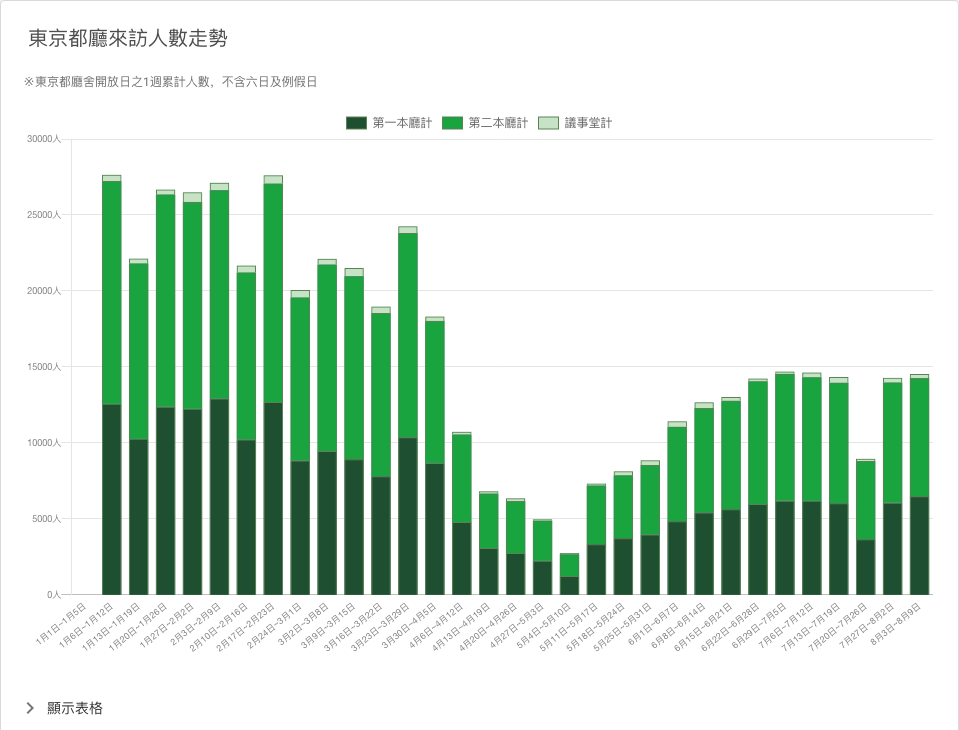 東京都廳來訪人數走勢
※東京都廳舍開放日之1週累計人數，不含六日及例假日
第一本廳計 第二本廳計 議事堂計
30000人
25000人
20000人
15000人
10000人
5000人
0人
1月1日~1月5日
1月6日~1月12日
1月13日~1月19日
1月20日~1月26日
1月27日~2月2日
2月3日~2月9日
2月10日~2月16日
2月17日~2月23日
2月24日~3月1日
3月2日~3月8日
3月9日~3月15日
3月16日~3月22日
3月23日~3月29日
3月30日~4月5日
4月6日~4月12日
4月13日~4月19日
4月20日~4月26日
4月27日~5月3日
5月4日~5月10日
5月11日~5月17日
5月18日~5月24日
5月25日~5月31日
6月1日~6月7日
6月8日~6月14日
6月15日~6月21日
6月22日~6月28日
6月29日~7月5日
7月6日~7月12日
7月13日~7月19日
7月20日~7月26日
7月27日~8月2日
8月3日~8月9日
顯示表格